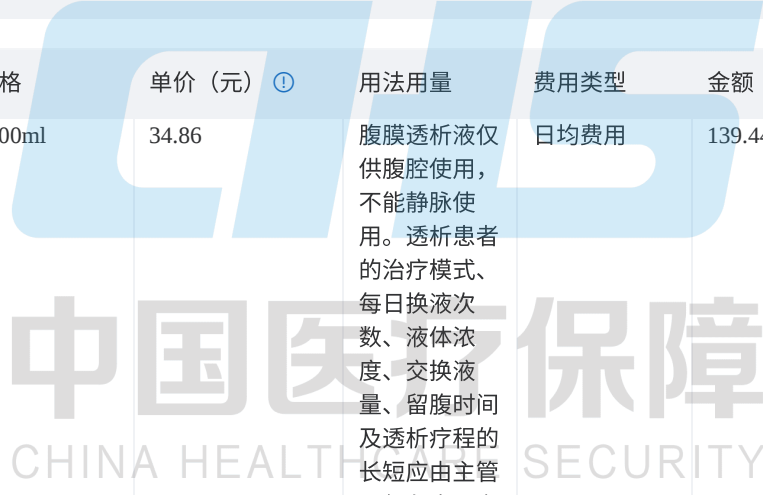 格 单价（元） 用法用量 费用类型 金额
00ml 34.86 腹膜透析液仅 日均费用 139.44
供腹腔使用，
不能静脉使
用。透析患者
的治疗模式、
每日换液次
数、液体浓
度、交换液
量、留腹时间
及透析疗程的
长短应由主管
中国医疗保障
CHINA HEALTHCARE SECURITY